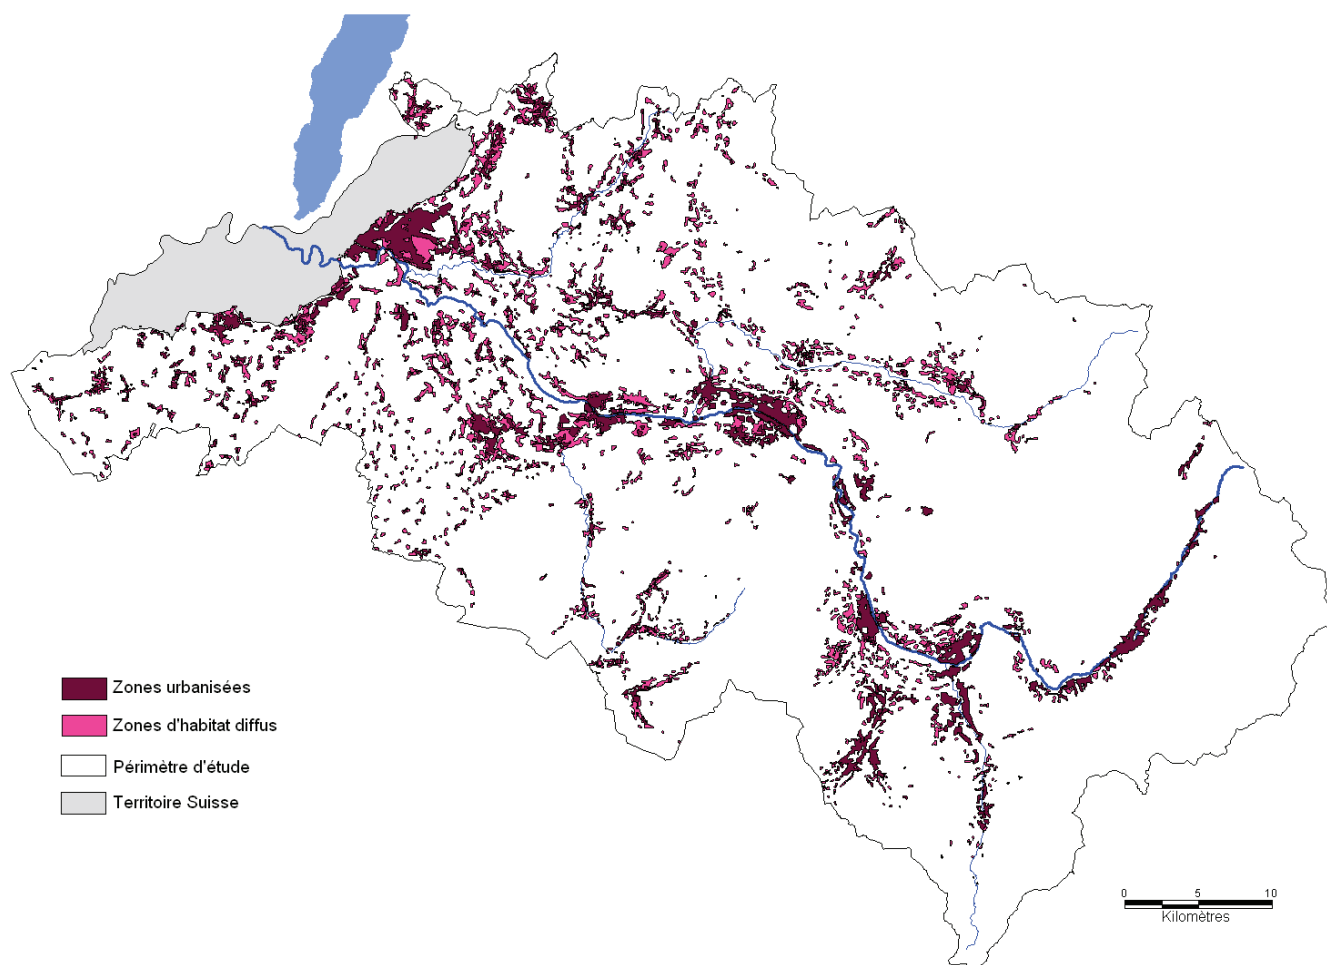 Zones urbanisées
Zones d'habitat diffus
Périmètre d'étude
Territoire Suisse
0 5 10
Kilomètres